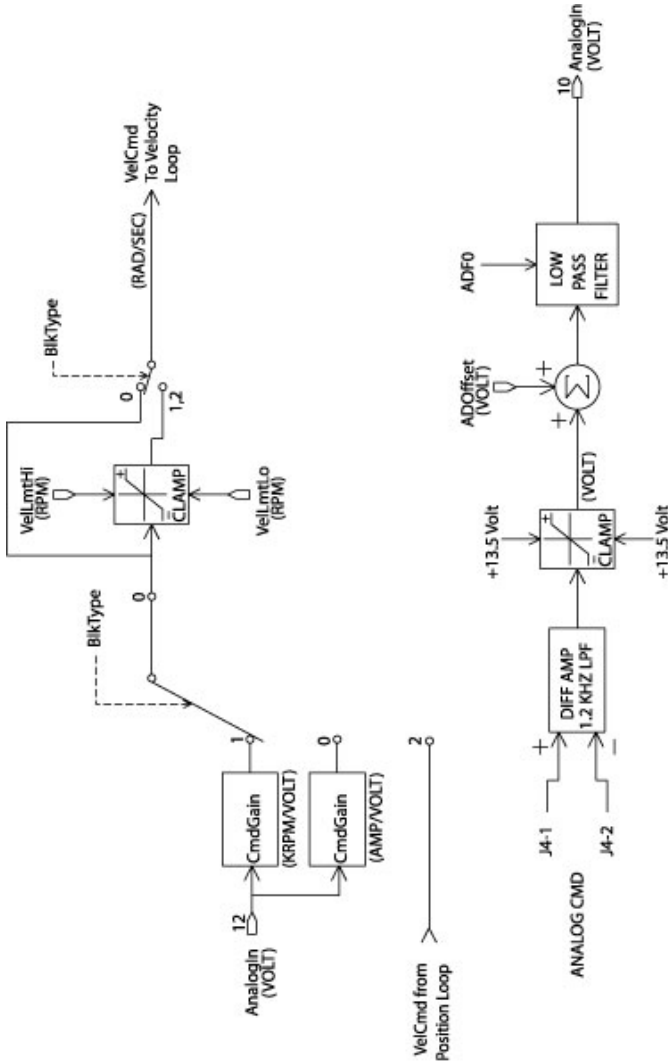 BlkType
BlkType
0
VelLmtHi
(RPM)
±
=
CLAMP
VelLmtLo
(RPM)
0
1,2
(RAD/SEC)
VelCmd
To Velocity
Loop
1
CmdGain
(KRPM/VOLT)
0
CmdGain
(AMP/VOLT)
12
AnalogIn
(VOLT)
2
VelCmd from
Position Loop
J4-1
J4-2
ANALOG CMD
+
–
DIFF AMP
1.2 KHZ LPF
+13.5 Volt
±
=
CLAMP
+13.5 Volt
(VOLT)
ADOffset
(VOLT)
+
+
Σ
ADF0
LOW
PASS
FILTER
10
AnalogIn
(VOLT)